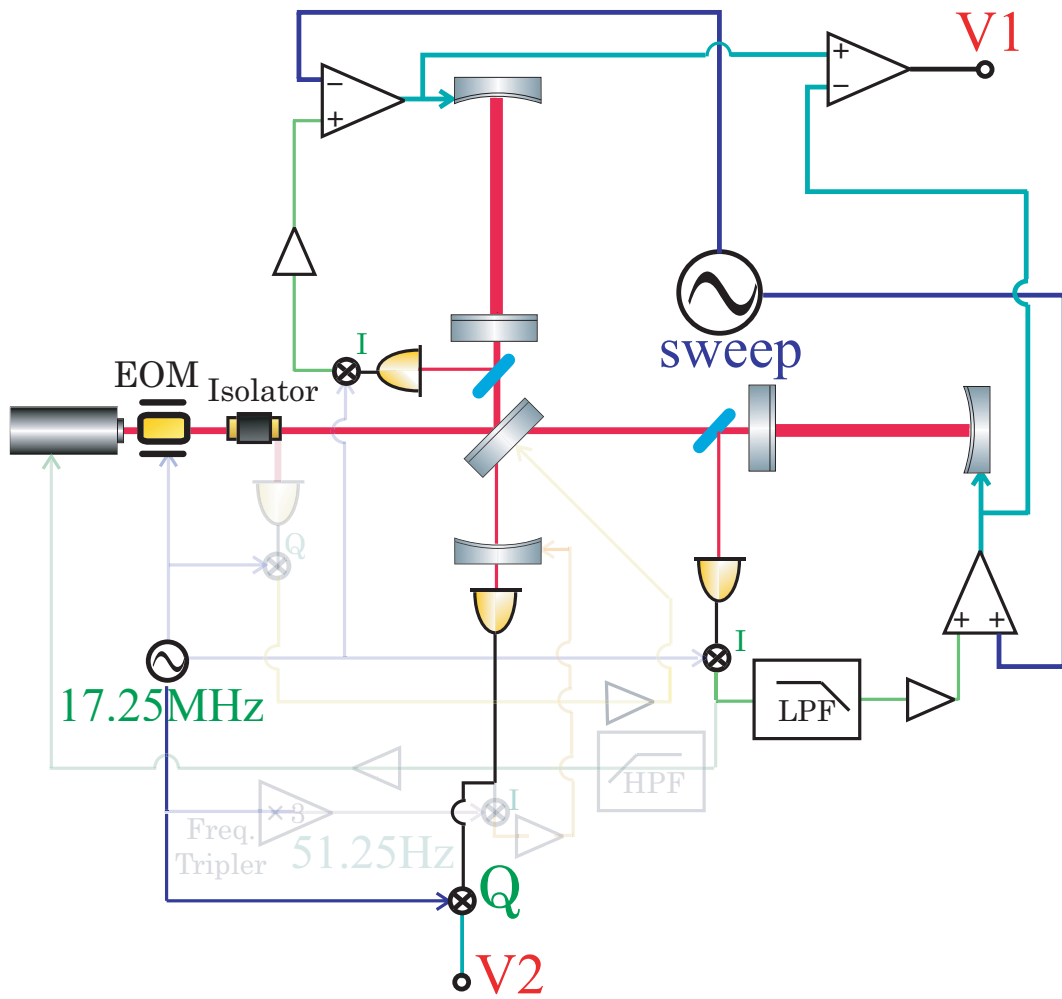 V1
−
+
+
−
sweep
I
EOM
Isolator
Q
I
+ +
17.25MHz
LPF
HPF
× 3
I
Freq.
Tripler
51.25Hz
Q
V2